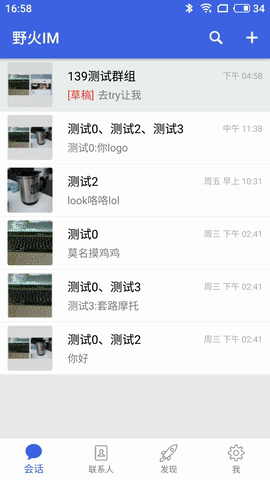 16:58 34
野火IM
139测试群组 下午 04:58
[草稿] 去try让我
测试0、测试2、测试3 中午 11:38
测试0:你logo
测试2 周五 早上 10:31
look咯咯lol
测试0 周三 下午 02:41
莫名摸鸡鸡
测试0、测试3 周三 下午 02:41
测试3:套路摩托
测试0、测试2 周三 下午 02:41
你好
会话 联系人 发现 我